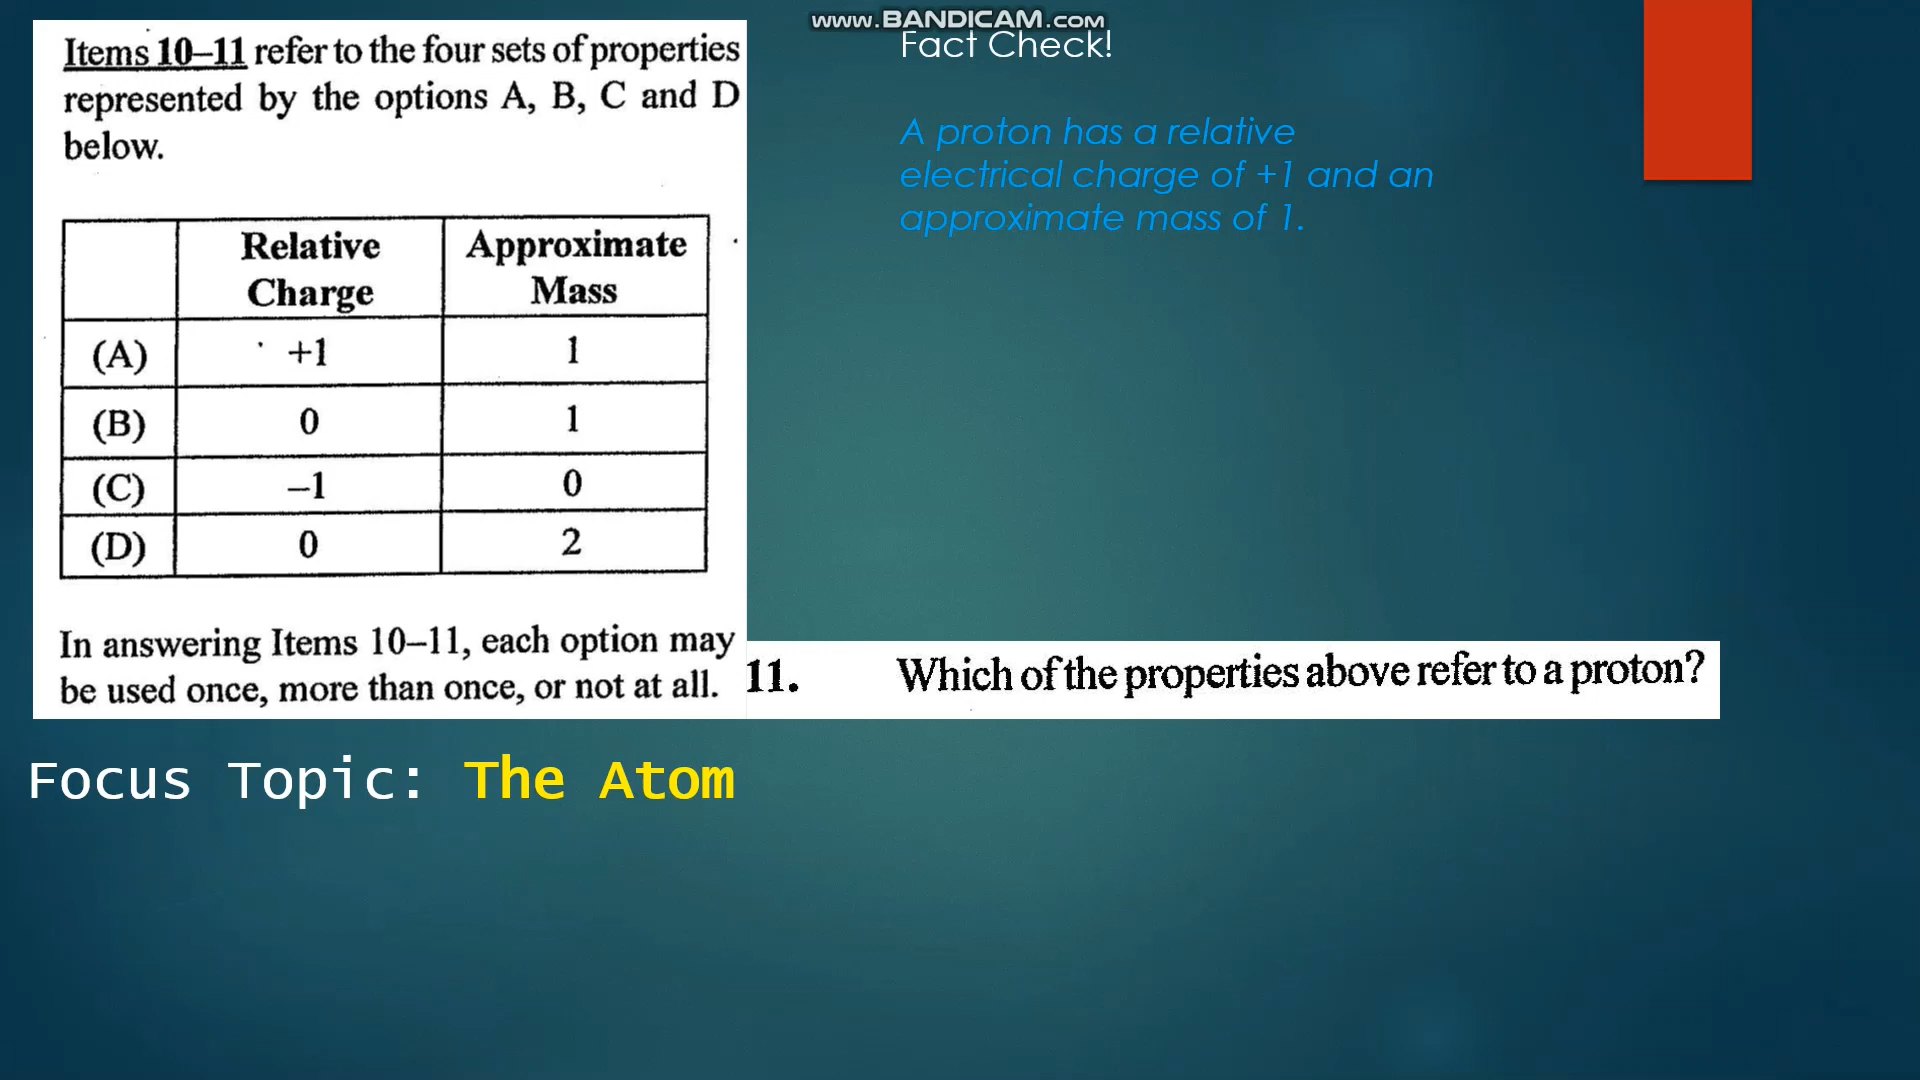 www.BANDICAM.com
Items 10–11 refer to the four sets of properties
represented by the options A, B, C and D
below.
Relative Charge Approximate Mass
(A) +1 1
(B) 0 1
(C) –1 0
(D) 0 2
In answering Items 10–11, each option may
be used once, more than once, or not at all.
Fact Check!
A proton has a relative
electrical charge of +1 and an
approximate mass of 1.
11. Which of the properties above refer to a proton?
Focus Topic: The Atom